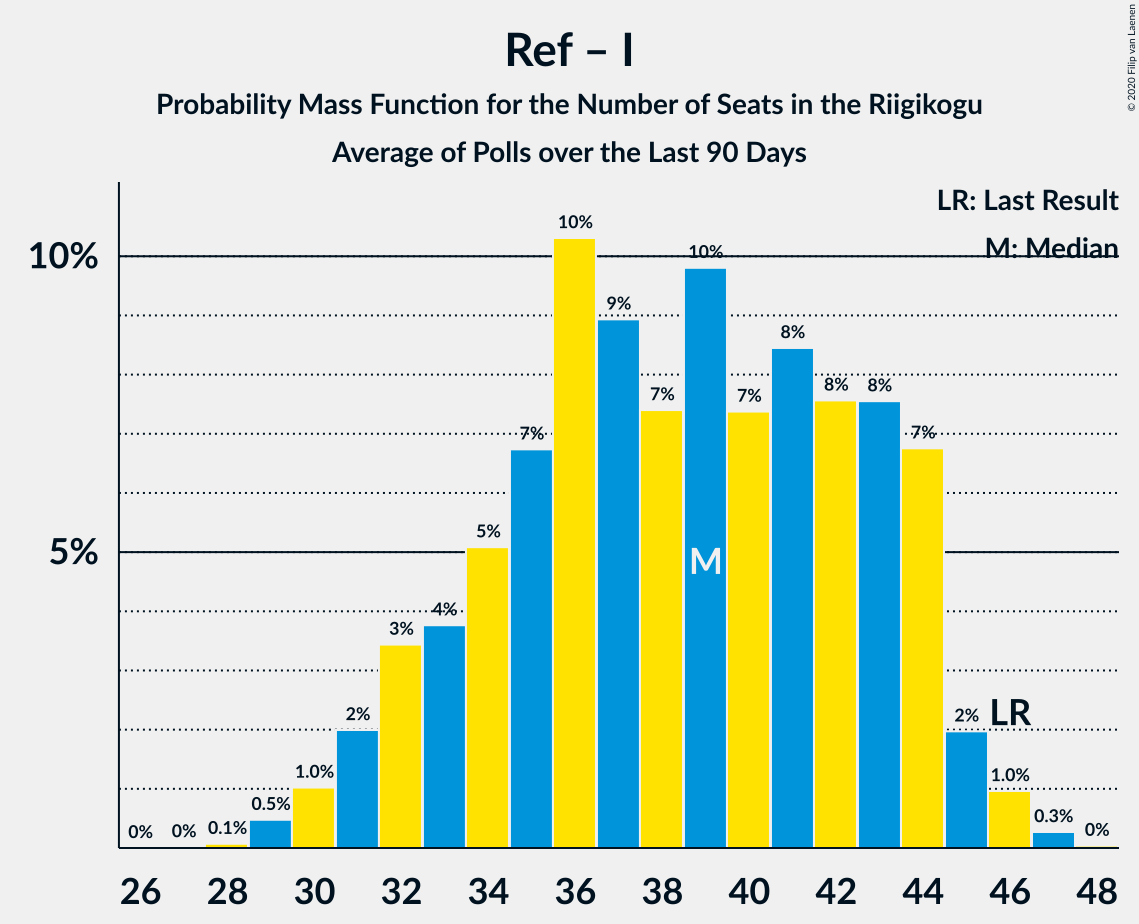 Ref – I
Probability Mass Function for the Number of Seats in the Riigikogu
Average of Polls over the Last 90 Days
© 2020 Filip van Laenen
LR: Last Result
M: Median
10%
5%
0%
0%
0.1%
0.5%
1.0%
2%
3%
4%
5%
7%
10%
9%
7%
10%
7%
8%
8%
8%
7%
2%
1.0%
0.3%
0%
M
LR
26 28 30 32 34 36 38 40 42 44 46 48